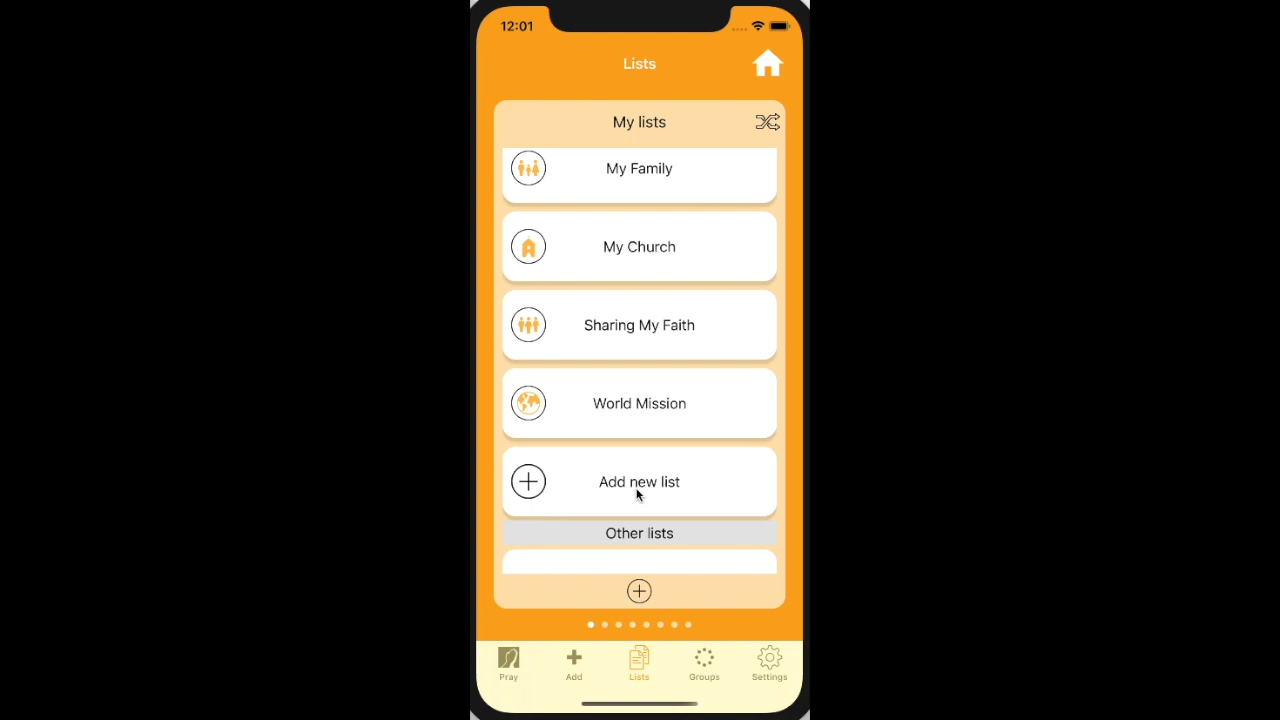 12:01
Lists
My lists
My Family
My Church
Sharing My Faith
World Mission
Add new list
Other lists
Pray Add Lists Groups Settings